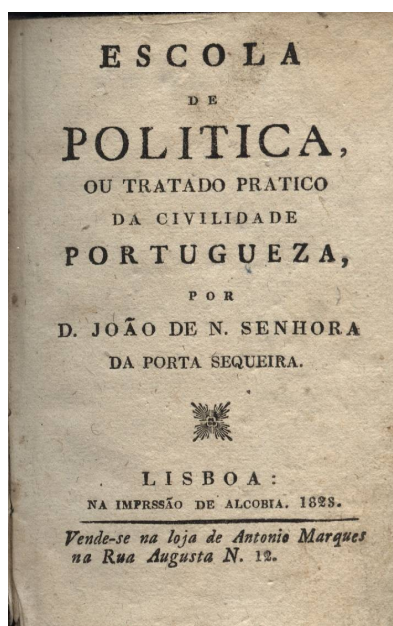 ESCOLA
DE
POLITICA,
OU TRATADO PRATICO
DA CIVILIDADE
PORTUGUEZA,
POR
D. JOÃO DE N. SENHORA
DA PORTA SEQUEIRA.
LISBOA:
NA IMPRSSÃO DE ALCOBIA. 1828.
Vende-se na loja de Antonio Marques
na Rua Augusta N. 12.